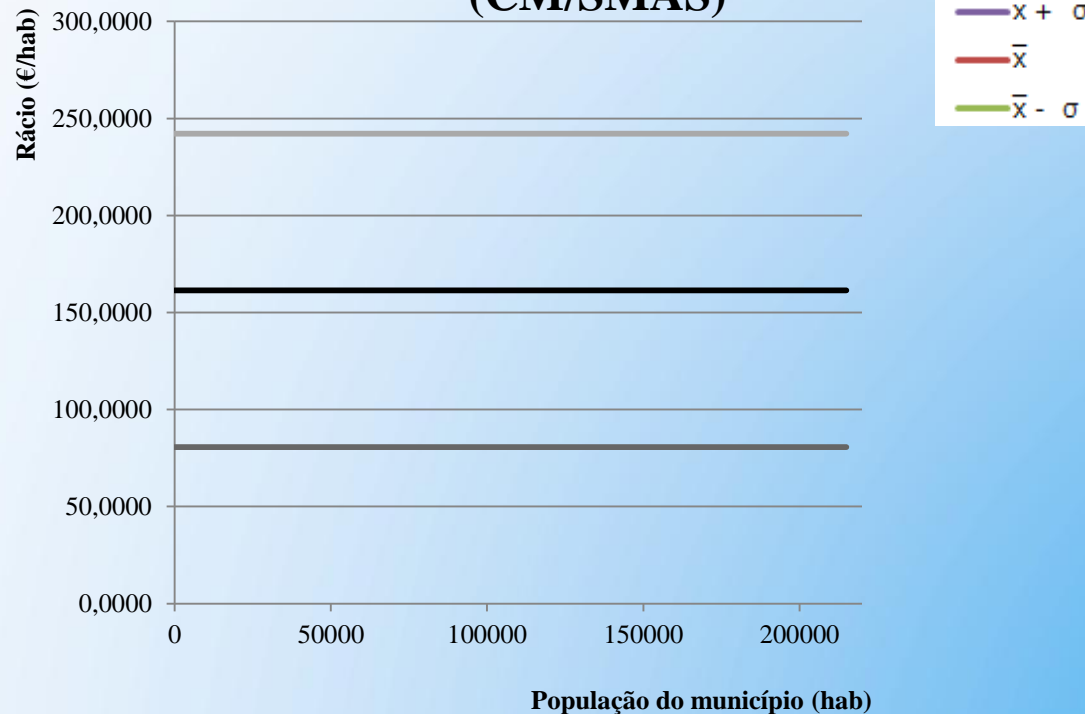 (CM/SMAS)
Rácio (€/hab)
300,0000
250,0000
200,0000
150,0000
100,0000
50,0000
0,0000
0 50000 100000 150000 200000
População do município (hab)
x + σ
x̅
x̅ - σ